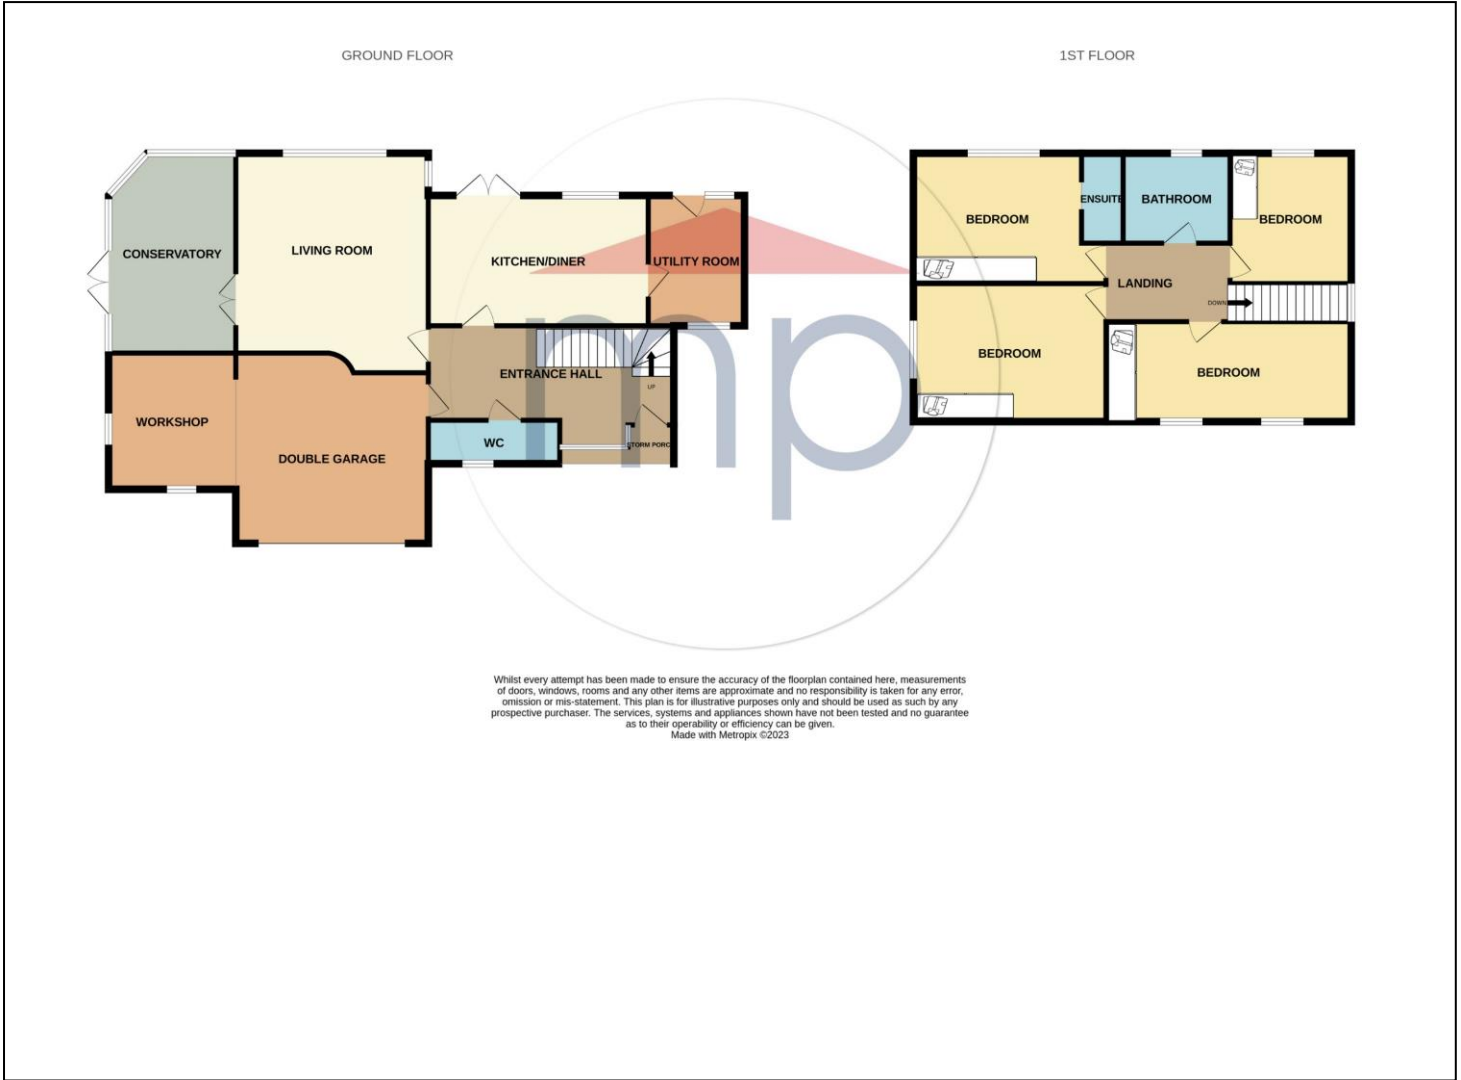 GROUND FLOOR
1ST FLOOR
CONSERVATORY
LIVING ROOM
KITCHEN/DINER
UTILITY ROOM
ENTRANCE HALL
UP
WORKSHOP
DOUBLE GARAGE
WC
TORM PORC
BEDROOM
ENSUITE
BATHROOM
BEDROOM
LANDING
DOWN
BEDROOM
BEDROOM
mp
Whilst every attempt has been made to ensure the accuracy of the floorplan contained here, measurements
of doors, windows, rooms and any other items are approximate and no responsibility is taken for any error,
omission or mis-statement. This plan is for illustrative purposes only and should be used as such by any
prospective purchaser. The services, systems and appliances shown have not been tested and no guarantee
as to their operability or efficiency can be given.
Made with Metropix ©2023